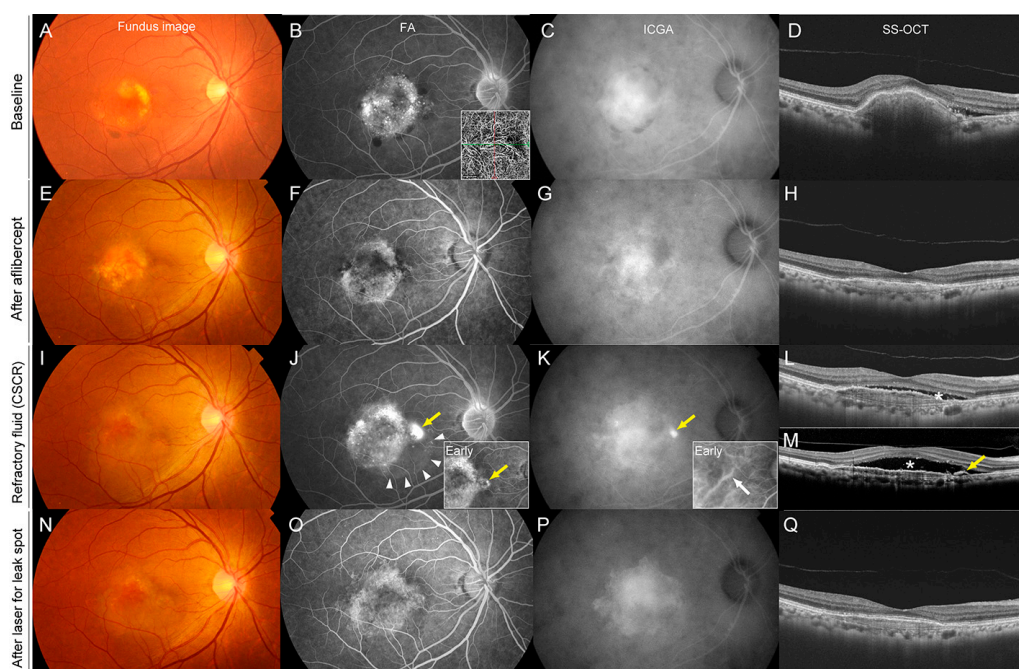 Fundus image
FA
ICGA
SS-OCT
Baseline
A
B
C
D
After aflibercept
E
F
G
H
Refractory fluid (CSCR)
I
J
Early
K
Early
L
*
M
*
After laser for leak spot
N
O
P
Q